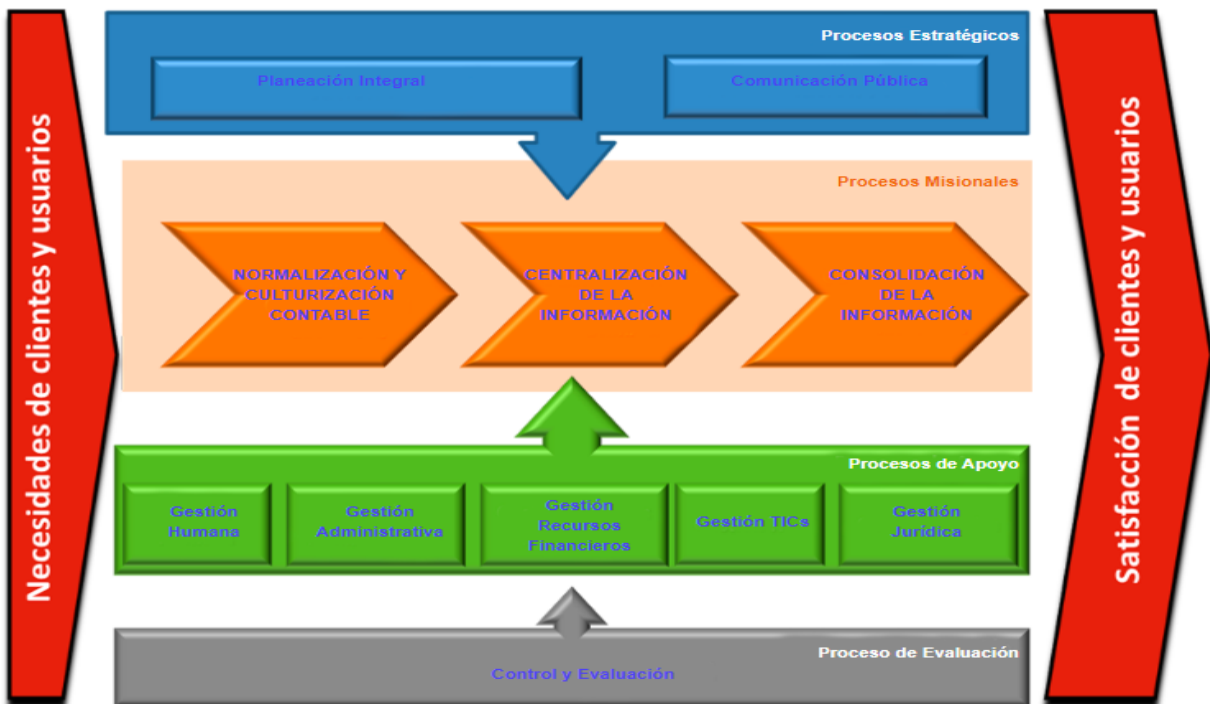 Necesidades de clientes y usuarios
Procesos Estratégicos
Planeación Integral
Comunicación Pública
Procesos Misionales
NORMALIZACIÓN Y
CULTURIZACIÓN
CONTABLE
CENTRALIZACIÓN
DE LA
INFORMACIÓN
CONSOLIDACIÓN
DE LA
INFORMACIÓN
Procesos de Apoyo
Gestión
Humana
Gestión
Administrativa
Gestión
Recursos
Financieros
Gestión TICs
Gestión
Jurídica
Proceso de Evaluación
Control y Evaluación
Satisfacción de clientes y usuarios